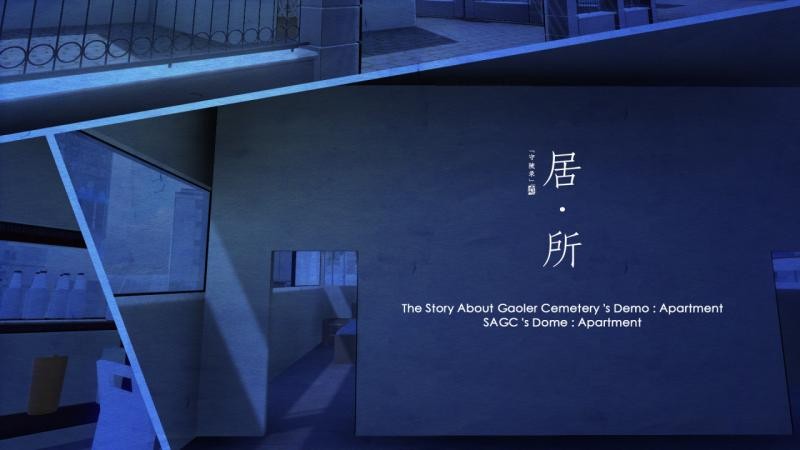 居·所
「守陵录」
The Story About Gaoler Cemetery 's Demo : Apartment
SAGC 's Dome : Apartment